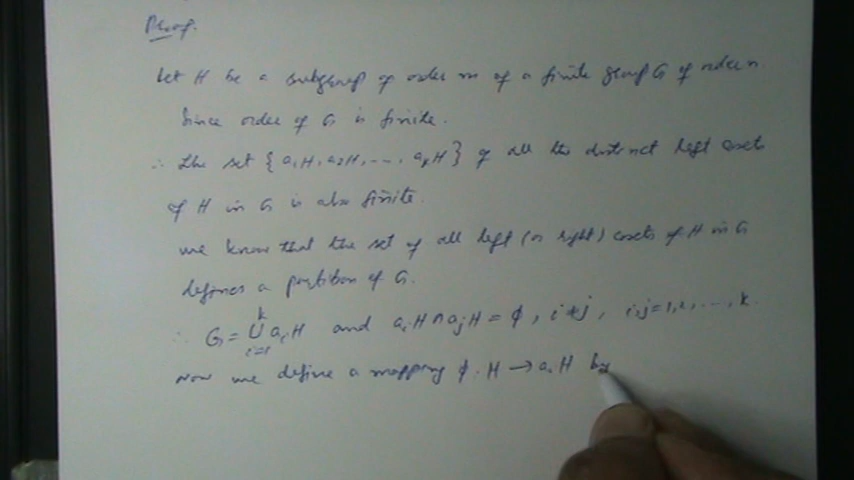 Proof.
Let H be a subgroup of order m of a finite group G of order n.
Since order of G is finite.
∴ The set {a₁H, a₂H, ..., aₖH} of all the distinct left cosets
of H in G is also finite.
we know that the set of all left (or right) cosets of H in G
defines a partition of G.
∴ G = ⋃ᵢ₌₁ᵏ aᵢH and aᵢH ∩ aⱼH = ϕ, i ≠ j, i,j = 1, 2, ..., k.
Now we define a mapping ϕ : H → aᵢH by